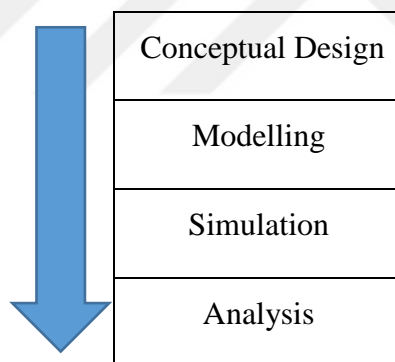 Conceptual Design
Modelling
Simulation
Analysis